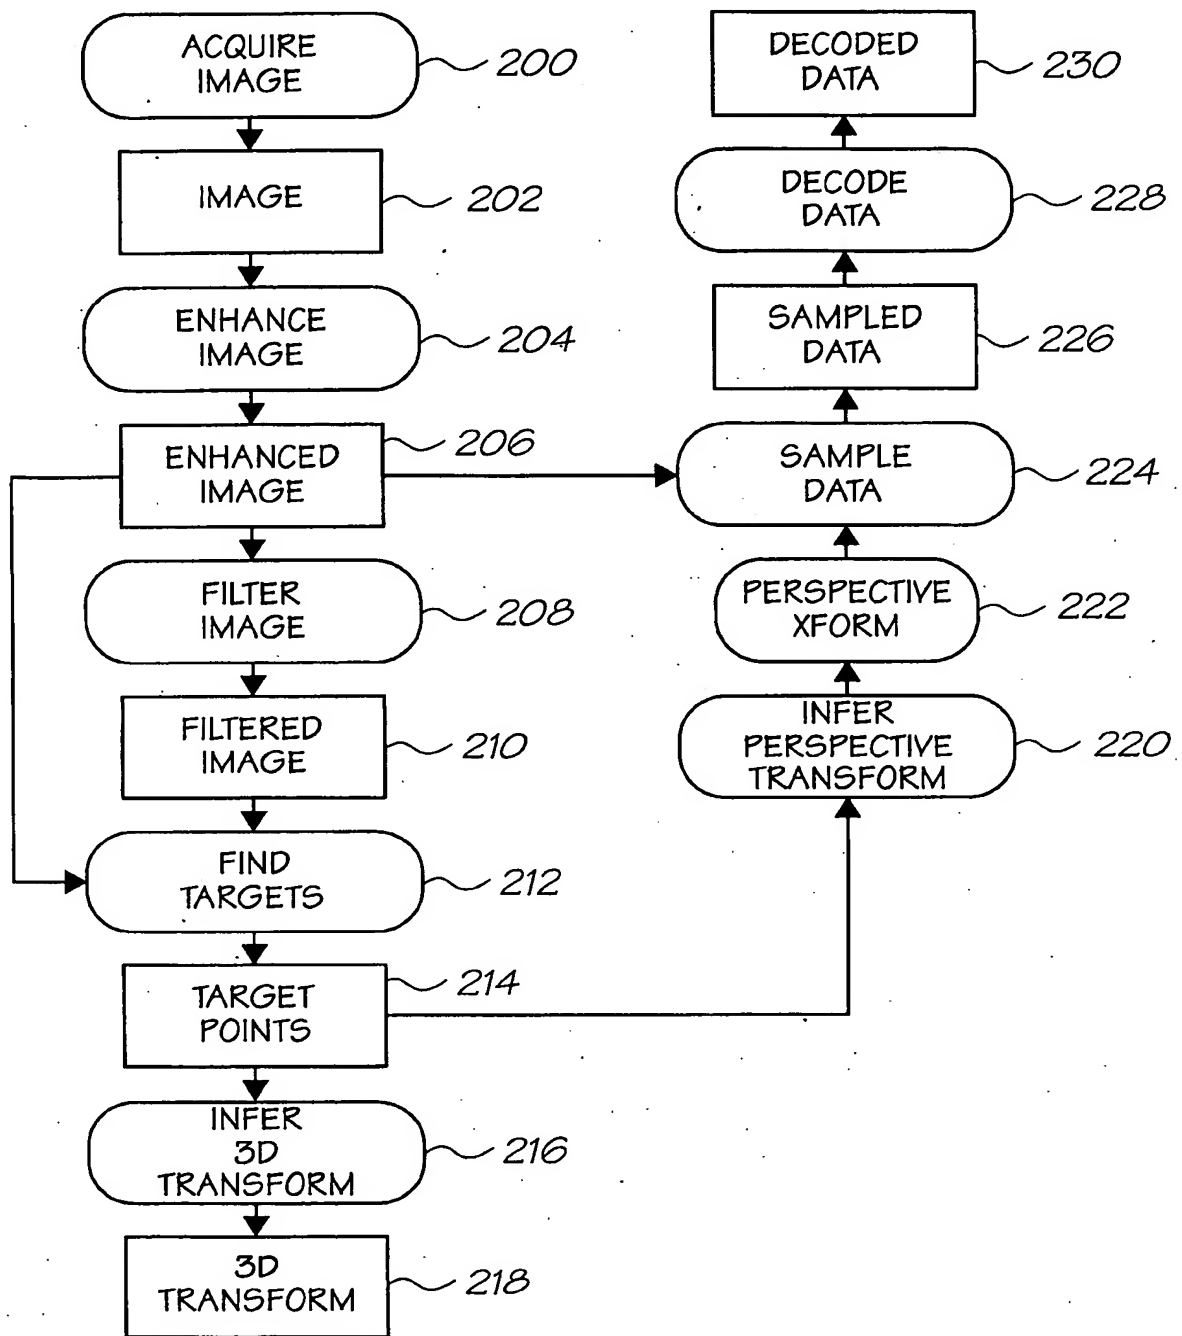 ACQUIRE
IMAGE
200
IMAGE
202
ENHANCE
IMAGE
204
ENHANCED
IMAGE
206
FILTER
IMAGE
208
FILTERED
IMAGE
210
FIND
TARGETS
212
TARGET
POINTS
214
INFER
3D
TRANSFORM
216
3D
TRANSFORM
218
DECODED
DATA
230
DECODE
DATA
228
SAMPLED
DATA
226
SAMPLE
DATA
224
PERSPECTIVE
XFORM
222
INFER
PERSPECTIVE
TRANSFORM
220